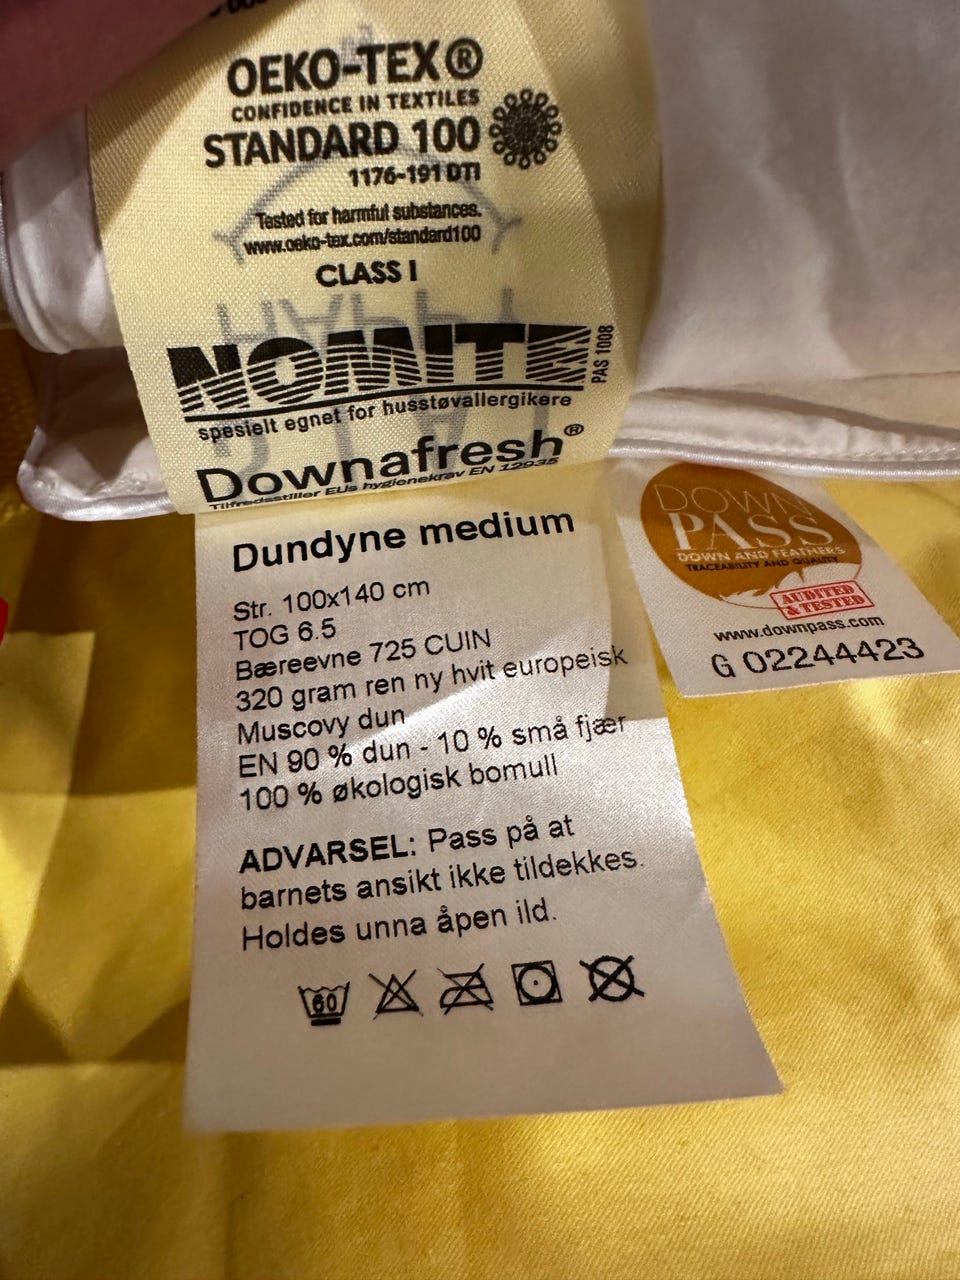 OEKO-TEX®
CONFIDENCE IN TEXTILES
STANDARD 100
1176-191 DTI
Tested for harmful substances.
www.oeko-tex.com/standard100
CLASS I
NOMITE
PAS 1008
spesielt egnet for husstøvallergikere
Downafresh®
Tilfredsstiller EUs hygienekrav EN 12935
Dundyne medium
Str. 100x140 cm
TOG 6.5
Bæreevne 725 CUIN
320 gram ren ny hvit europeisk
Muscovy dun
EN 90 % dun - 10 % små fjær
100 % økologisk bomull
ADVARSEL: Pass på at
barnets ansikt ikke tildekkes.
Holdes unna åpen ild.
60
DOWN
PASS
DOWN AND FEATHERS
TRACEABILITY AND QUALITY
AUDITED
& TESTED
www.downpass.com
G 02244423